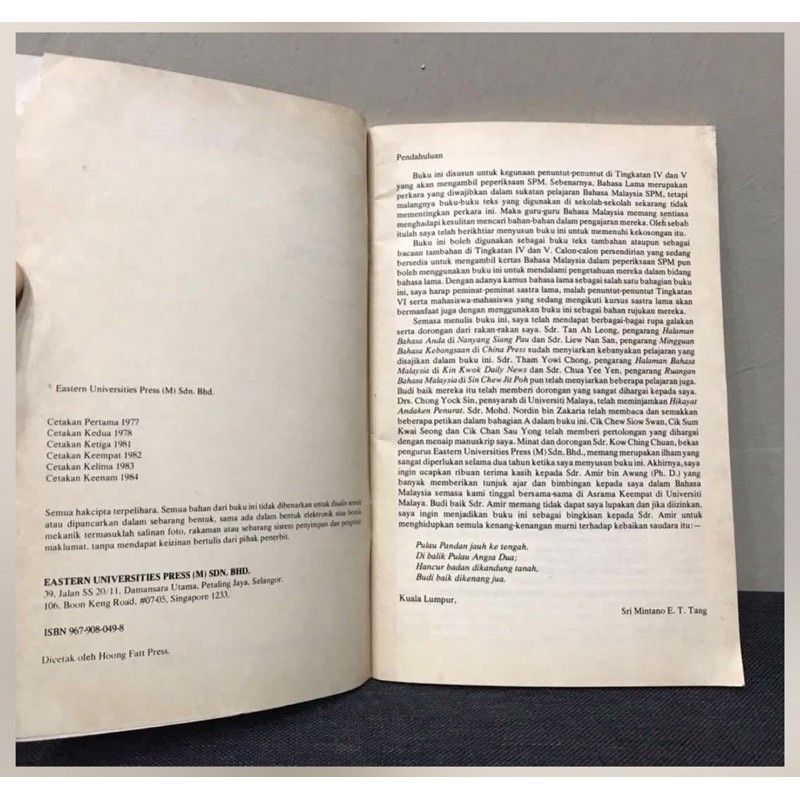 © Eastern Universities Press (M) Sdn. Bhd.
Cetakan Pertama 1977
Cetakan Kedua 1978
Cetakan Ketiga 1981
Cetakan Keempat 1982
Cetakan Kelima 1983
Cetakan Keenam 1984
Semua hakcipta terpelihara. Semua bahan dari buku ini tidak dibenarkan untuk disalin semula
atau dipancarkan dalam sebarang bentuk, sama ada dalam bentuk elektronik atau bentuk
mekanik termasuklah salinan foto, rakaman atau sebarang sistem penyimpan dan pengeluar
maklumat, tanpa mendapat keizinan bertulis dari pihak penerbit.
EASTERN UNIVERSITIES PRESS (M) SDN. BHD.
39, Jalan SS 20/11, Damansara Utama, Petaling Jaya, Selangor.
106, Boon Keng Road, #07-05, Singapore 1233.
ISBN 967-908-049-8
Dicetak oleh Hoong Fatt Press.
Pendahuluan
Buku ini disusun untuk kegunaan penuntut-penuntut di Tingkatan IV dan V
yang akan mengambil peperiksaan SPM. Sebenarnya, Bahasa Lama merupakan
perkara yang diwajibkan dalam sukatan pelajaran Bahasa Malaysia SPM, tetapi
malangnya buku-buku teks yang digunakan di sekolah-sekolah sekarang tidak
mementingkan perkara ini. Maka guru-guru Bahasa Malaysia memang sentiasa
menghadapi kesulitan mencari bahan-bahan dalam pengajaran mereka. Oleh sebab
itulah saya telah berikhtiar menyusun buku ini untuk memenuhi kekosongan itu.
Buku ini boleh digunakan sebagai buku teks tambahan ataupun sebagai
bacaan tambahan di Tingkatan IV dan V. Calon-calon persendirian yang sedang
bersedia untuk mengambil kertas Bahasa Malaysia dalam peperiksaan SPM pun
boleh menggunakan buku ini untuk mendalami pengetahuan mereka dalam bidang
bahasa lama. Dengan adanya kamus bahasa lama sebagai salah satu bahagian buku
ini, saya harap peminat-peminat sastra lama, malah penuntut-penuntut Tingkatan
VI serta mahasiswa-mahasiswa yang sedang mengikuti kursus sastra lama akan
bermanfaat juga dengan menggunakan buku ini sebagai bahan rujukan mereka.
Semasa menulis buku ini, saya telah mendapat berbagai-bagai rupa galakan
serta dorongan dari rakan-rakan saya. Sdr. Tan Ah Leong, pengarang Halaman
Bahasa Anda di Nanyang Siang Pau dan Sdr. Liew Nan San, pengarang Mingguan
Bahasa Kebangsaan di China Press sudah menyiarkan kebanyakan pelajaran yang
disajikan dalam buku ini. Sdr. Tham Yowi Chong, pengarang Halaman Bahasa
Malaysia di Kin Kwok Daily News dan Sdr. Chua Yee Yen, pengarang Ruangan
Bahasa Malaysia di Sin Chew Jit Poh pun telah menyiarkan beberapa pelajaran juga.
Budi baik mereka itu telah memberi dorongan yang sangat dihargai kepada saya.
Drs. Chong Yock Sin, pensyarah di Universiti Malaya, telah meminjamkan Hikayat
Andaken Penurat. Sdr. Mohd. Nordin bin Zakaria telah membaca dan semakkan
beberapa petikan dalam bahagian A dalam buku ini. Cik Chew Siow Swan, Cik Sum
Kwai Seong dan Cik Chan Sau Yong telah memberi pertolongan yang dihargai
dengan menaip manuskrip saya. Minat dan dorongan Sdr. Kow Ching Chuan, bekas
pengurus Eastern Universities Press (M) Sdn. Bhd., memang merupakan ilham yang
sangat diperlukan selama dua tahun ketika saya menyusun buku ini. Akhirnya, saya
ingin ucapkan ribuan terima kasih kepada Sdr. Amir bin Awang (Ph. D.) yang
banyak memberikan tunjuk ajar dan bimbingan kepada saya dalam Bahasa
Malaysia semasa kami tinggal bersama-sama di Asrama Keempat di Universiti
Malaya. Budi baik Sdr. Amir memang tidak dapat saya lupakan dan jika diizinkan,
saya ingin menjadikan buku ini sebagai bingkisan kepada Sdr. Amir untuk
menghidupkan semula kenang-kenangan murni terhadap kebaikan saudara itu:—
Pulau Pandan jauh ke tengah.
Di balik Pulau Angsa Dua;
Hancur badan dikandung tanah,
Budi baik dikenang jua.
Kuala Lumpur,
Sri Mintano E. T. Tang